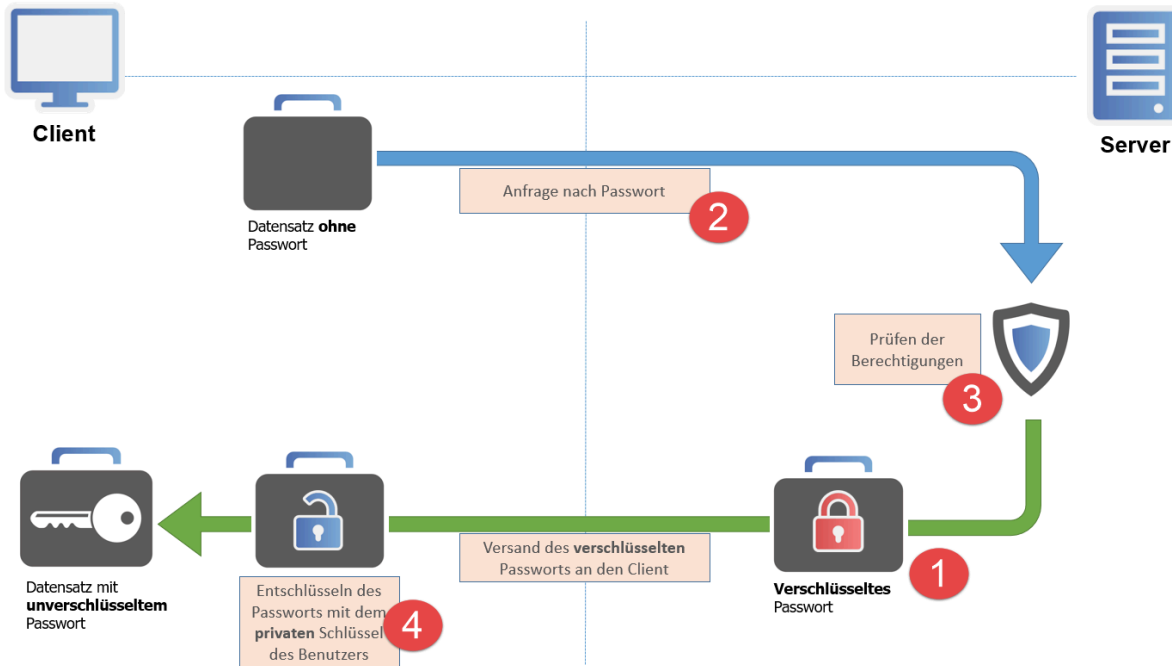 Client
Server
Datensatz ohne
Passwort
Anfrage nach Passwort
2
Prüfen der
Berechtigungen
3
Datensatz mit
unverschlüsseltem
Passwort
Entschlüsseln des
Passworts mit dem
privaten Schlüssel
des Benutzers
4
Versand des verschlüsselten
Passworts an den Client
Verschlüsseltes
Passwort
1